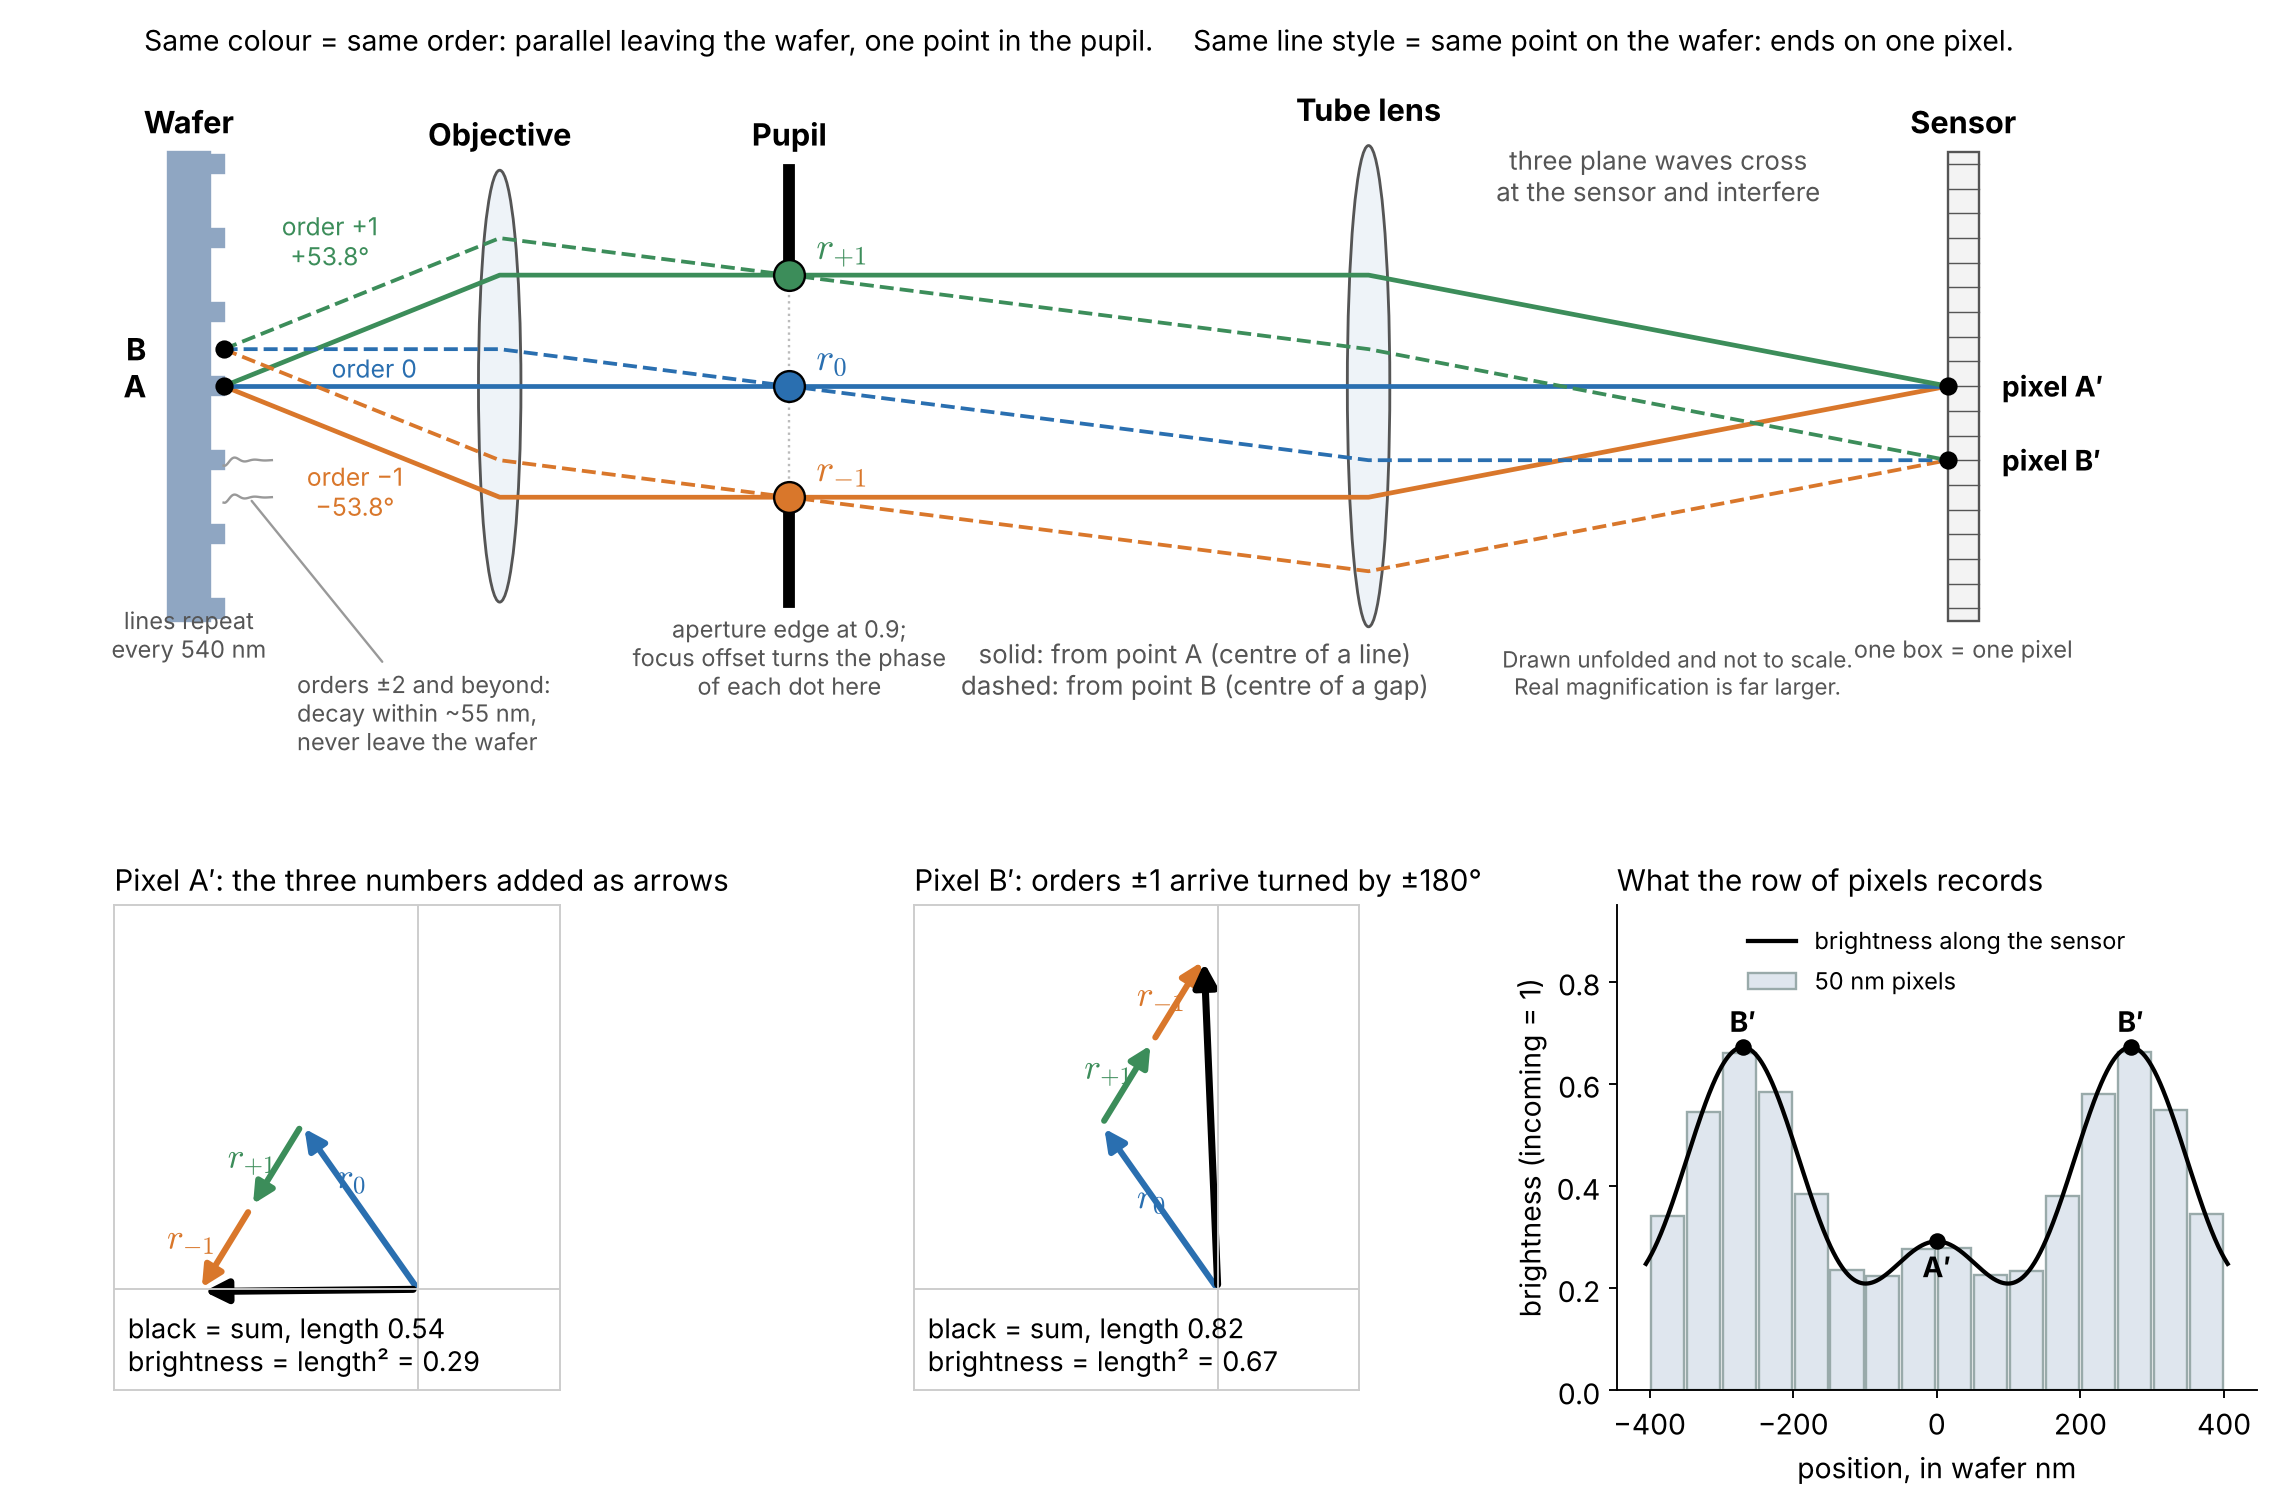 Same colour = same order: parallel leaving the wafer, one point in the pupil.
Same line style = same point on the wafer: ends on one pixel.
Wafer
Objective
Pupil
Tube lens
Sensor
three plane waves cross
at the sensor and interfere
order +1
+53.8°
r+1
B
A
order 0
r0
pixel A′
pixel B′
order −1
−53.8°
r−1
lines repeat
every 540 nm
orders ±2 and beyond:
decay within ~55 nm,
never leave the wafer
aperture edge at 0.9;
focus offset turns the phase
of each dot here
solid: from point A (centre of a line)
dashed: from point B (centre of a gap)
Drawn unfolded and not to scale.
Real magnification is far larger.
one box = one pixel
Pixel A′: the three numbers added as arrows
r+1
r0
r−1
black = sum, length 0.54
brightness = length² = 0.29
Pixel B′: orders ±1 arrive turned by ±180°
r−1
r+1
r0
black = sum, length 0.82
brightness = length² = 0.67
What the row of pixels records
brightness along the sensor
50 nm pixels
B′
B′
A′
brightness (incoming = 1)
0.8
0.6
0.4
0.2
0.0
−400
−200
0
200
400
position, in wafer nm